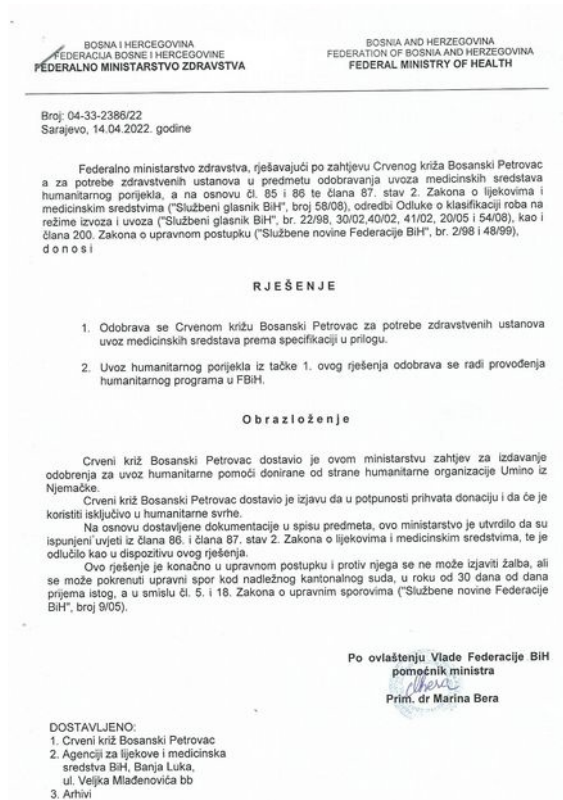 BOSNA I HERCEGOVINA
FEDERACIJA BOSNE I HERCEGOVINE
FEDERALNO MINISTARSTVO ZDRAVSTVA
BOSNIA AND HERZEGOVINA
FEDERATION OF BOSNIA AND HERZEGOVINA
FEDERAL MINISTRY OF HEALTH
Broj: 04-33-2386/22
Sarajevo, 14.04.2022. godine
Federalno ministarstvo zdravstva, rješavajući po zahtjevu Crvenog križa Bosanski Petrovac
a za potrebe zdravstvenih ustanova u predmetu odobravanja uvoza medicinskih sredstava
humanitarnog porijekla, a na osnovu čl. 85 i 86 te člana 87. stav 2. Zakona o lijekovima i
medicinskim sredstvima ("Službeni glasnik BiH", broj 58/08), odredbi Odluke o klasifikaciji roba na
režime izvoza i uvoza ("Službeni glasnik BiH", br. 22/98, 30/02,40/02, 41/02, 20/05 i 54/08), kao i
člana 200. Zakona o upravnom postupku ("Službene novine Federacije BiH", br. 2/98 i 48/99),
d o n o s i
R J E Š E N J E
1. Odobrava se Crvenom križu Bosanski Petrovac za potrebe zdravstvenih ustanova
uvoz medicinskih sredstava prema specifikaciji u prilogu.
2. Uvoz humanitarnog porijekla iz tačke 1. ovog rješenja odobrava se radi provođenja
humanitarnog programa u FBiH.
O b r a z l o ž e n j e
Crveni križ Bosanski Petrovac dostavio je ovom ministarstvu zahtjev za izdavanje
odobrenja za uvoz humanitarne pomoći donirane od strane humanitarne organizacije Umino iz
Njemačke.
Crveni križ Bosanski Petrovac dostavio je izjavu da u potpunosti prihvata donaciju i da će je
koristiti isključivo u humanitarne svrhe.
Na osnovu dostavljene dokumentacije u spisu predmeta, ovo ministarstvo je utvrdilo da su
ispunjeni uvjeti iz člana 86. i člana 87. stav 2. Zakona o lijekovima i medicinskim sredstvima, te je
odlučilo kao u dispozitivu ovog rješenja.
Ovo rješenje je konačno u upravnom postupku i protiv njega se ne može izjaviti žalba, ali
se može pokrenuti upravni spor kod nadležnog kantonalnog suda, u roku od 30 dana od dana
prijema istog, a u smislu čl. 5. i 18. Zakona o upravnim sporovima ("Službene novine Federacije
BiH", broj 9/05).
Po ovlaštenju Vlade Federacije BiH
pomoćnik ministra
Prim. dr Marina Bera
DOSTAVLJENO:
1. Crveni križ Bosanski Petrovac
2. Agenciji za lijekove i medicinska
sredstva BiH, Banja Luka,
ul. Veljka Mlađenovića bb
3. Arhivi